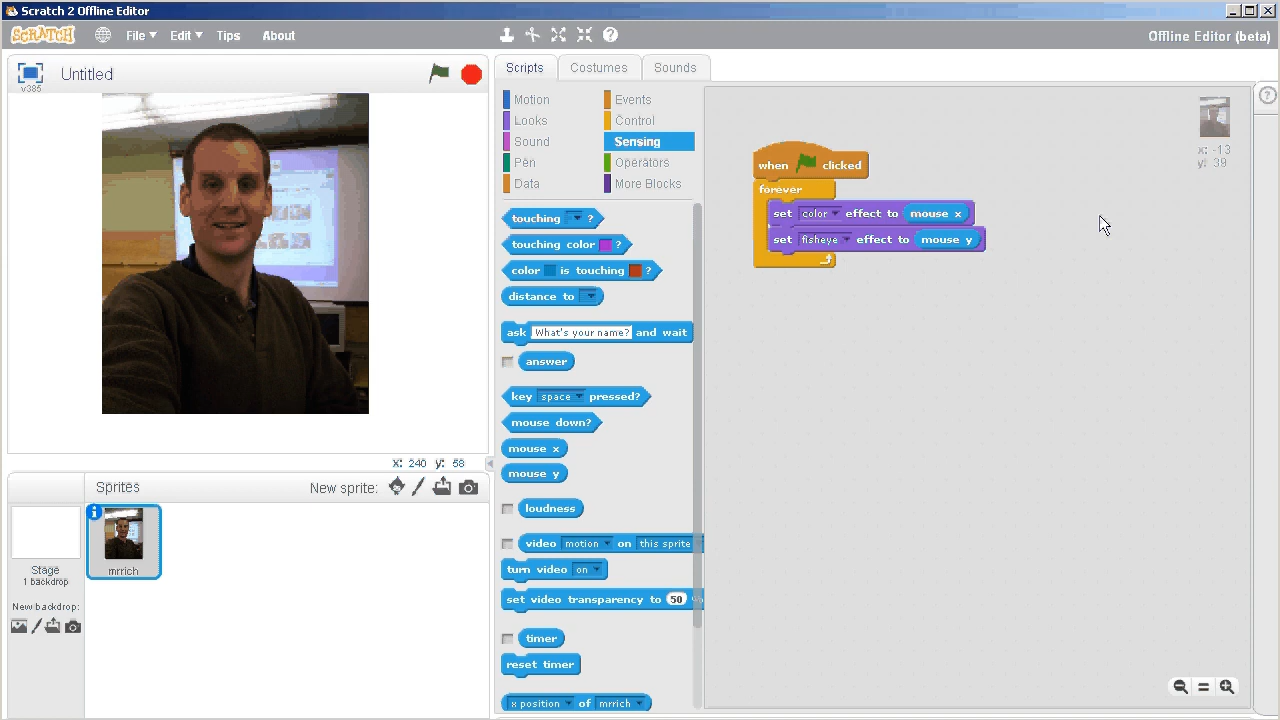 Scratch 2 Offline Editor
SCRATCH File Edit Tips About Offline Editor (beta)
Untitled
v385
Scripts Costumes Sounds
Motion Events
Looks Control
Sound Sensing
Pen Operators
Data More Blocks
touching ?
touching color ?
color is touching ?
distance to
ask What's your name? and wait
answer
key space pressed?
mouse down?
mouse x
mouse y
loudness
video motion on this sprite
turn video on
set video transparency to 50 %
timer
reset timer
x position of mrrich
when clicked
forever
set color effect to mouse x
set fisheye effect to mouse y
x: -13
y: 39
x: 240 y: 58
Sprites New sprite:
Stage
1 backdrop
New backdrop:
mrrich